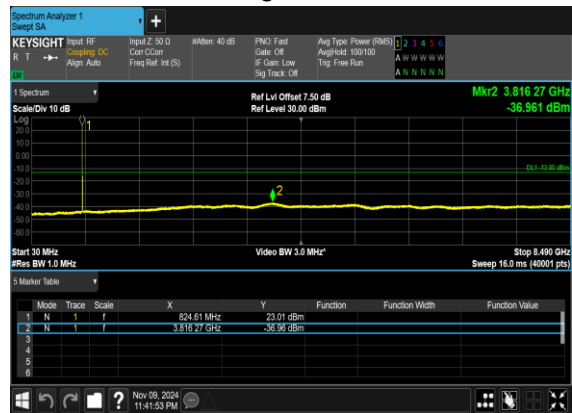 Spectrum Analyzer 1
Swept SA
+
KEYSIGHT Input: RF Input Z: 50 Ω #Atten: 40 dB PNO: Fast Avg Type: Power (RMS) 1 2 3 4 5 6
R T Coupling: DC Corr CCorr Gate: Off Avg|Hold: 100/100 A W W W W W
Align: Auto Freq Ref: Int (S) IF Gain: Low Trig: Free Run
Sig Track: Off A N N N N N
1 Spectrum Ref Lvl Offset 7.50 dB Mkr2 3.816 27 GHz
Scale/Div 10 dB Ref Level 30.00 dBm -36.961 dBm
Log
1
20.0
10.0
0.00
-10.0 DL1 -13.00 dBm
-20.0
-30.0 2
-40.0
-50.0
-60.0
Start 30 MHz Video BW 3.0 MHz* Stop 8.490 GHz
#Res BW 1.0 MHz Sweep 16.0 ms (40001 pts)
5 Marker Table
Mode Trace Scale X Y Function Function Width Function Value
1 N 1 f 824.61 MHz 23.01 dBm
2 N 1 f 3.816 27 GHz -36.96 dBm
3
4
5
6
? Nov 09, 2024
11:41:53 PM